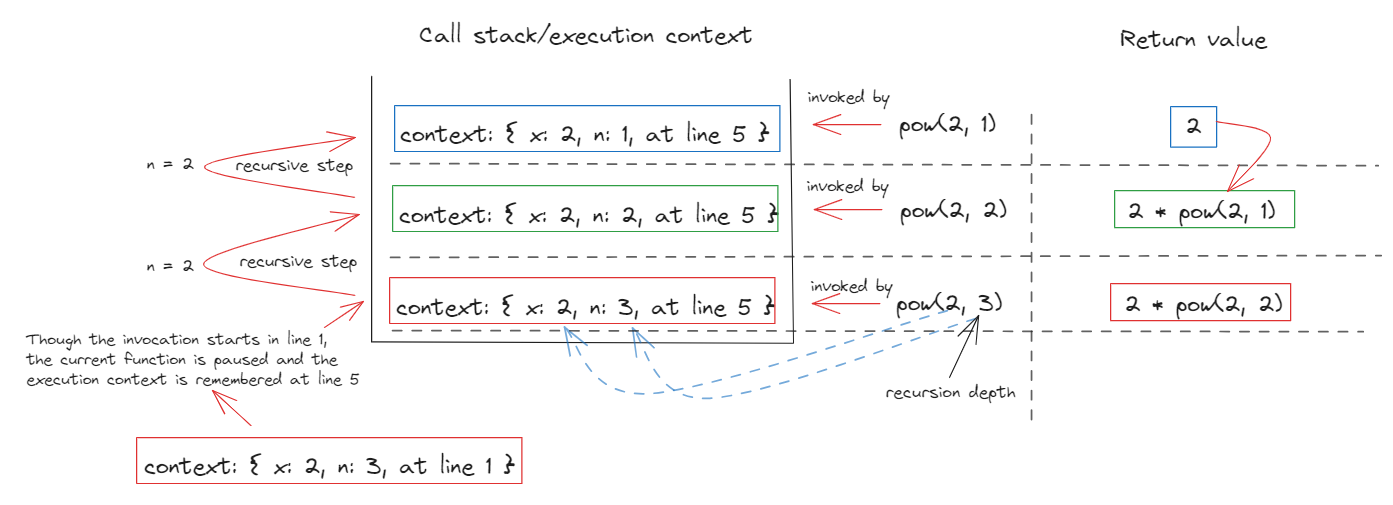 Call stack/execution context
Return value
invoked by
context: { x: 2, n: 1, at line 5 }
pow(2, 1)
2
n = 2
recursive step
invoked by
context: { x: 2, n: 2, at line 5 }
pow(2, 2)
2 * pow(2, 1)
n = 2
recursive step
invoked by
context: { x: 2, n: 3, at line 5 }
pow(2, 3)
2 * pow(2, 2)
Though the invocation starts in line 1,
the current function is paused and the
execution context is remembered at line 5
recursion depth
context: { x: 2, n: 3, at line 1 }